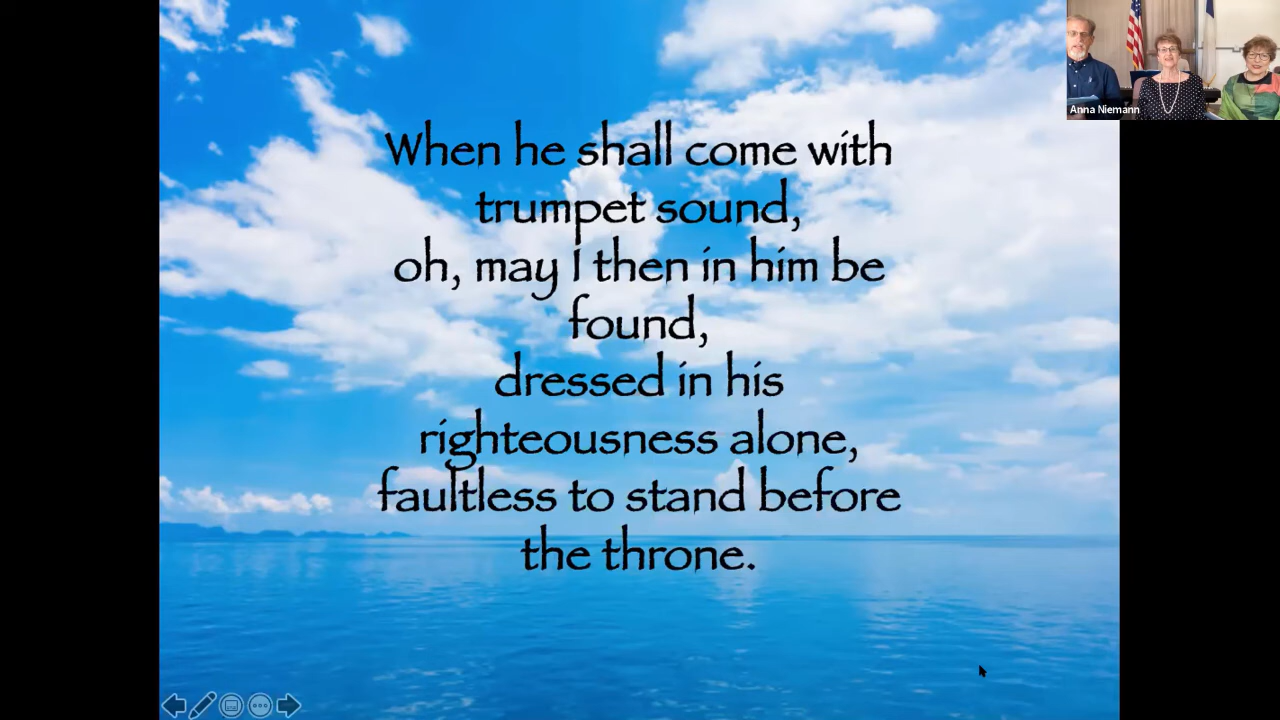 Anna Niemann
When he shall come with
trumpet sound,
oh, may I then in him be
found,
dressed in his
righteousness alone,
faultless to stand before
the throne.